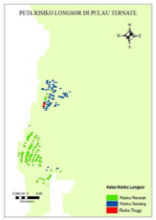 PETA RISIKO LONGSOR DI PULAU TERNATE
Kelas Risiko Longsor
Risiko Rendah
Risiko Sedang
Risiko Tinggi